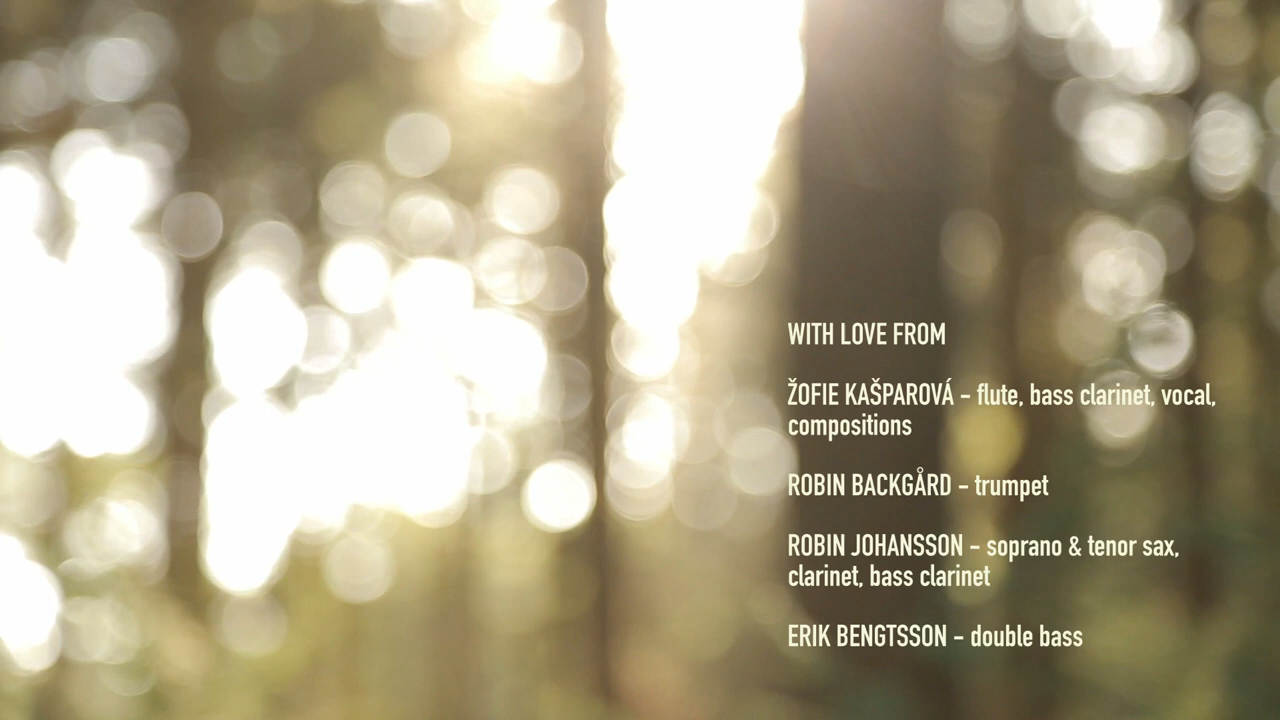 WITH LOVE FROM
ŽOFIE KAŠPAROVÁ – flute, bass clarinet, vocal,
compositions
ROBIN BACKGÅRD – trumpet
ROBIN JOHANSSON – soprano & tenor sax,
clarinet, bass clarinet
ERIK BENGTSSON – double bass